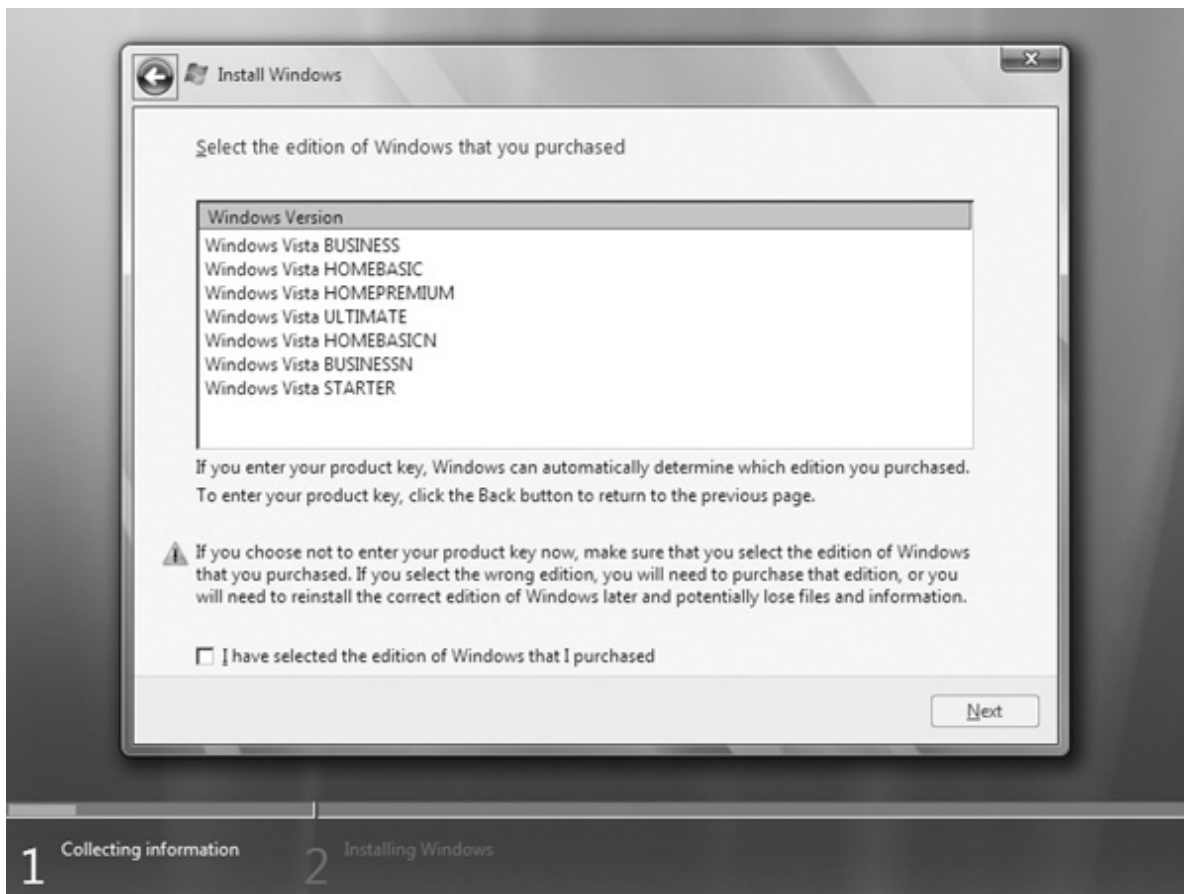 Install Windows
Select the edition of Windows that you purchased
Windows Version
Windows Vista BUSINESS
Windows Vista HOMEBASIC
Windows Vista HOMEPREMIUM
Windows Vista ULTIMATE
Windows Vista HOMEBASICN
Windows Vista BUSINESSN
Windows Vista STARTER
If you enter your product key, Windows can automatically determine which edition you purchased.
To enter your product key, click the Back button to return to the previous page.
If you choose not to enter your product key now, make sure that you select the edition of Windows
that you purchased. If you select the wrong edition, you will need to purchase that edition, or you
will need to reinstall the correct edition of Windows later and potentially lose files and information.
I have selected the edition of Windows that I purchased
Next
1 Collecting information
2 Installing Windows